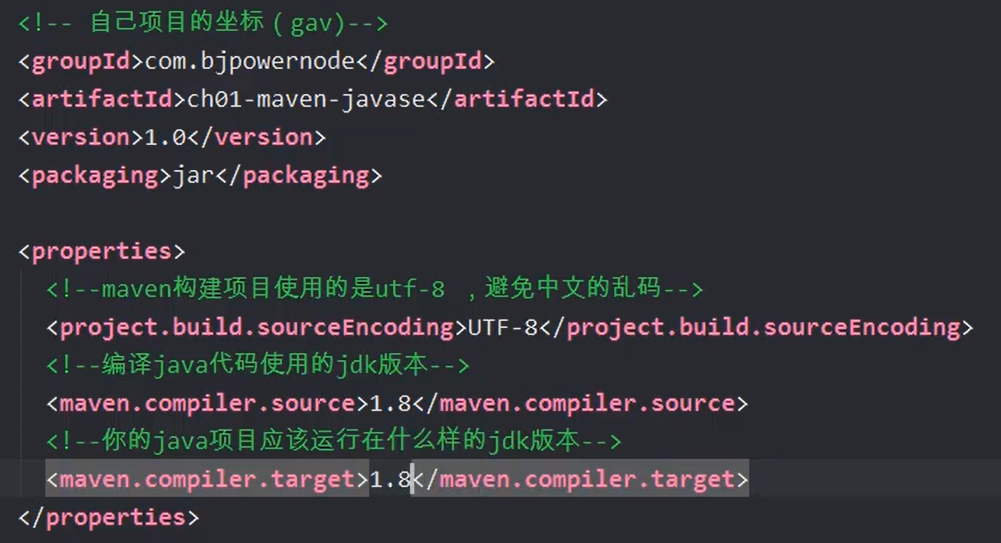 <!-- 自己项目的坐标 ( gav)-->
<groupId>com.bjpowernode</groupId>
<artifactId>ch01-maven-javase</artifactId>
<version>1.0</version>
<packaging>jar</packaging>
<properties>
<!--maven构建项目使用的是utf-8 ,避免中文的乱码-->
<project.build.sourceEncoding>UTF-8</project.build.sourceEncoding>
<!--编译java代码使用的jdk版本-->
<maven.compiler.source>1.8</maven.compiler.source>
<!--你的java项目应该运行在什么样的jdk版本-->
<maven.compiler.target>1.8</maven.compiler.target>
</properties>